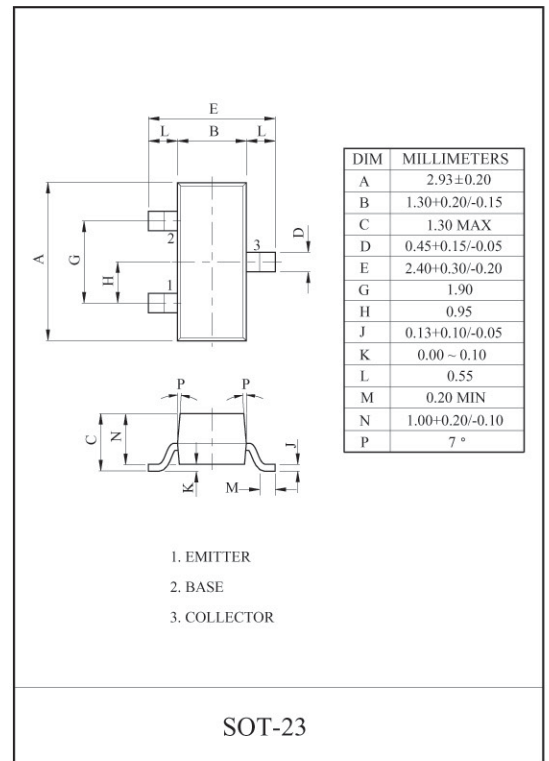 E
L B L
A
G
H
2
1
3
D
DIM MILLIMETERS
A 2.93±0.20
B 1.30+0.20/-0.15
C 1.30 MAX
D 0.45+0.15/-0.05
E 2.40+0.30/-0.20
G 1.90
H 0.95
J 0.13+0.10/-0.05
K 0.00 ~ 0.10
L 0.55
M 0.20 MIN
N 1.00+0.20/-0.10
P 7 °
P P
C
N
K
M
J
1. EMITTER
2. BASE
3. COLLECTOR
SOT-23